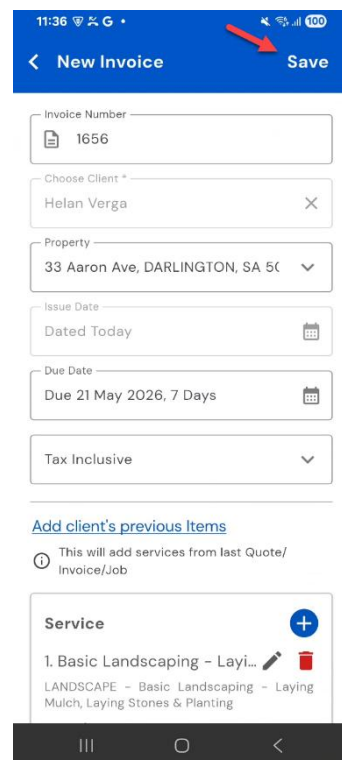 11:36 G •
100
New Invoice
Save
Invoice Number
1656
Choose Client *
Helan Verga
Property
33 Aaron Ave, DARLINGTON, SA 5(
Issue Date
Dated Today
Due Date
Due 21 May 2026, 7 Days
Tax Inclusive
Add client's previous Items
This will add services from last Quote/
Invoice/Job
Service
1. Basic Landscaping - Layi...
LANDSCAPE - Basic Landscaping - Laying
Mulch, Laying Stones & Planting